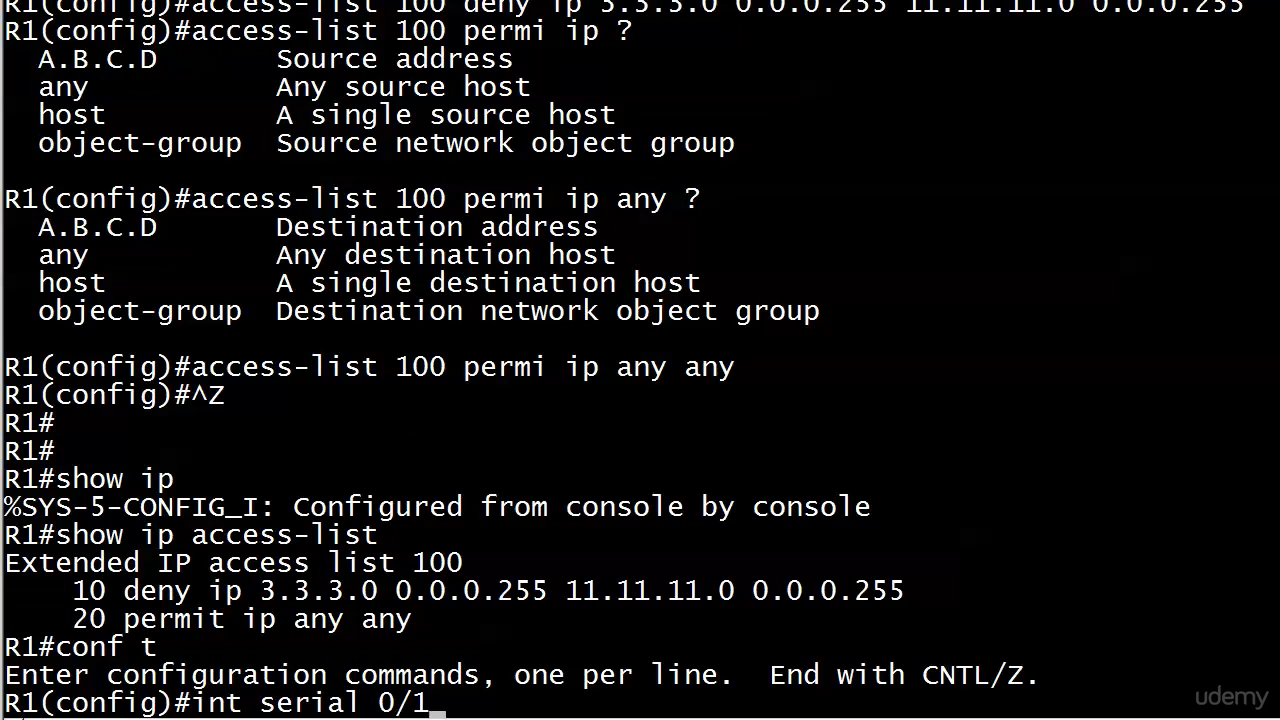 R1(config)#access-list 100 deny ip 3.3.3.0 0.0.0.255 11.11.11.0 0.0.0.255
R1(config)#access-list 100 permi ip ?
  A.B.C.D       Source address
  any           Any source host
  host          A single source host
  object-group  Source network object group

R1(config)#access-list 100 permi ip any ?
  A.B.C.D       Destination address
  any           Any destination host
  host          A single destination host
  object-group  Destination network object group

R1(config)#access-list 100 permi ip any any
R1(config)#^Z
R1#
R1#
R1#show ip
%SYS-5-CONFIG_I: Configured from console by console
R1#show ip access-list
Extended IP access list 100
    10 deny ip 3.3.3.0 0.0.0.255 11.11.11.0 0.0.0.255
    20 permit ip any any
R1#conf t
Enter configuration commands, one per line.  End with CNTL/Z.
R1(config)#int serial 0/1
udemy